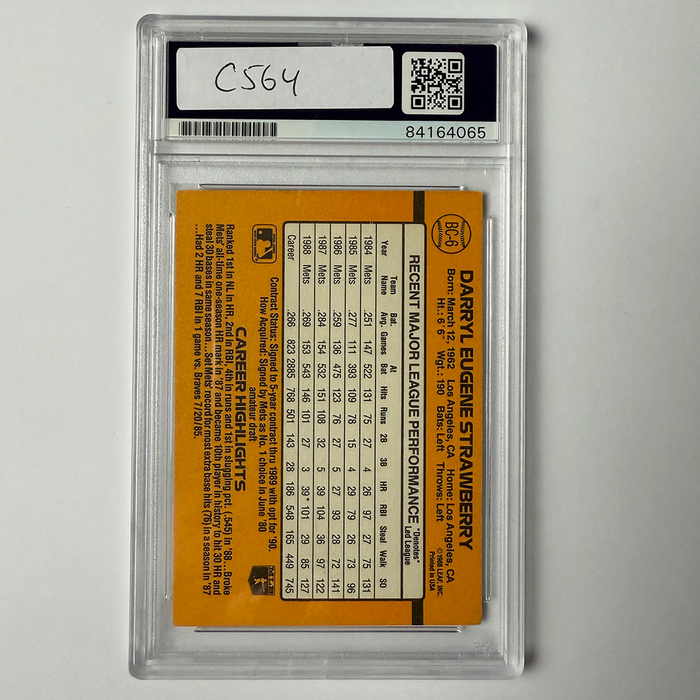 C564
84164065
BC-6
DARRYL EUGENE STRAWBERRY
Born: March 12, 1962 Los Angeles, CA Home: Los Angeles, CA
Ht.: 6'6" Wgt.: 190 Bats: Left Throws: Left
© 1988 LEAF, INC.
Printed in USA
RECENT MAJOR LEAGUE PERFORMANCE
*Denotes
Led League
Year Team Name Bat. Avg. Games At Bat Hits Runs 2B 3B HR RBI Steal Walk SO
1984 Mets .251 147 522 131 75 27 4 26 97 27 75 131
1985 Mets .277 111 393 109 78 15 4 29 79 26 73 96
1986 Mets .259 136 475 123 76 27 5 27 93 28 72 141
1987 Mets .284 154 532 151 108 32 5 39 104 36 97 122
1988 Mets .269 153 543 146 101 27 3 39* 101 29 85 127
Career .266 823 2885 768 501 143 28 186 548 165 449 745
Contract Status: Signed to 5-year contract thru 1989 with opt for '90.
How Acquired: Signed by Mets as No. 1 choice in June '80
amateur draft
CAREER HIGHLIGHTS
Ranked 1st in NL in HR, 2nd in RBI, 4th in runs and 1st in slugging pct. (.545) in '88...Broke
Mets' all-time one-season HR mark in '87 and became 10th player in history to hit 30 HR and
steal 30 bases in same season...Set Mets' record for most extra base hits (76) in a season in '87
...Had 2 HR and 7 RBI in 1 game vs. Braves 7/20/85.